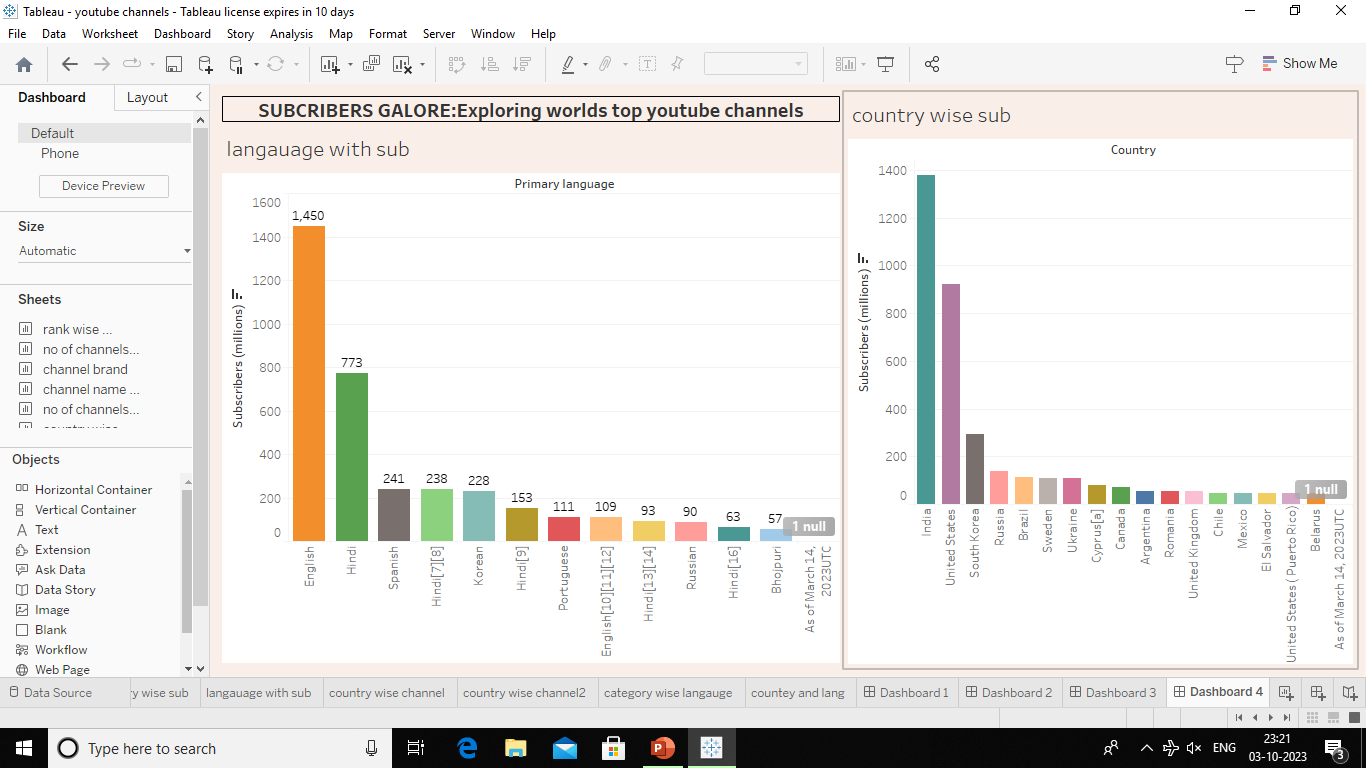 Tableau - youtube channels - Tableau license expires in 10 days
File Data Worksheet Dashboard Story Analysis Map Format Server Window Help
Show Me
Dashboard Layout
Default
Phone
Device Preview
Size
Automatic
Sheets
rank wise ...
no of channels...
channel brand
channel name ...
no of channels...
Objects
Horizontal Container
Vertical Container
Text
Extension
Ask Data
Data Story
Image
Blank
Workflow
Web Page
SUBCRIBERS GALORE:Exploring worlds top youtube channels
langauage with sub
Primary language
Subscribers (millions)
1600
1400
1200
1000
800
600
400
200
0
1,450
773
241
238
228
153
111
109
93
90
63
57
1 null
English
Hindi
Spanish
Hindi[7][8]
Korean
Hindi[9]
Portuguese
English[10][11][12]
Hindi[13][14]
Russian
Hindi[16]
Bhojpuri
As of March 14,
2023UTC
country wise sub
Country
Subscribers (millions)
1400
1200
1000
800
600
400
200
0
1 null
India
United States
South Korea
Russia
Brazil
Sweden
Ukraine
Cyprus[a]
Canada
Argentina
Romania
United Kingdom
Chile
Mexico
El Salvador
United States ( Puerto Rico)
Belarus
As of March 14, 2023UTC
Data Source y wise sub langauage with sub country wise channel country wise channel2 category wise langauge countey and lang Dashboard 1 Dashboard 2 Dashboard 3 Dashboard 4
Type here to search
ENG
23:21
03-10-2023
3